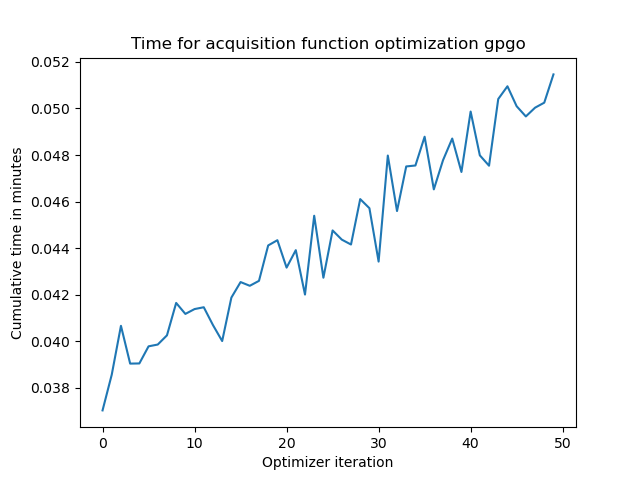 Time for acquisition function optimization gpgo
0.052
0.050
0.048
0.046
0.044
0.042
0.040
0.038
Cumulative time in minutes
0 10 20 30 40 50
Optimizer iteration